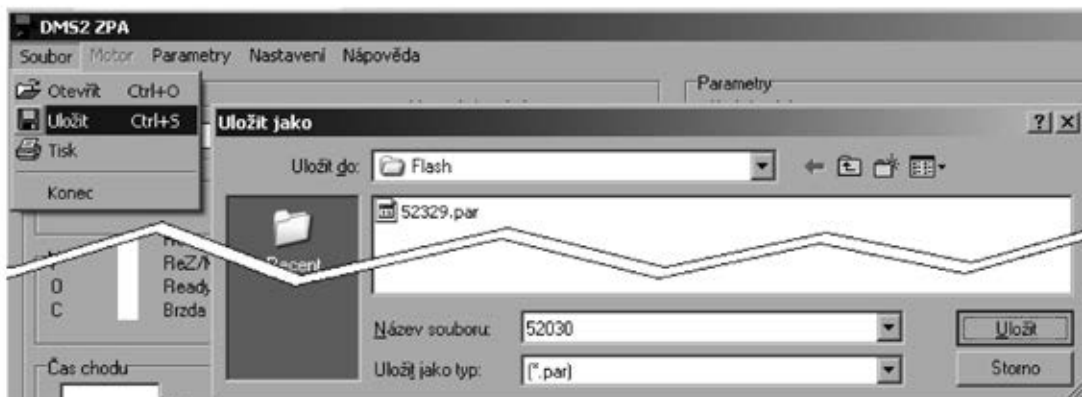 DMS2 ZPA
Soubor Motor Parametry Nastavení Nápověda
Otevřít Ctrl+O
Uložit Ctrl+S
Tisk
Konec
Parametry
Uložit jako
Uložit do: Flash
52329.par
Recent
ReZ/
O Ready
C Brzda
Název souboru: 52030 Uložit
Uložit jako typ: (*.par) Storno
Čas chodu